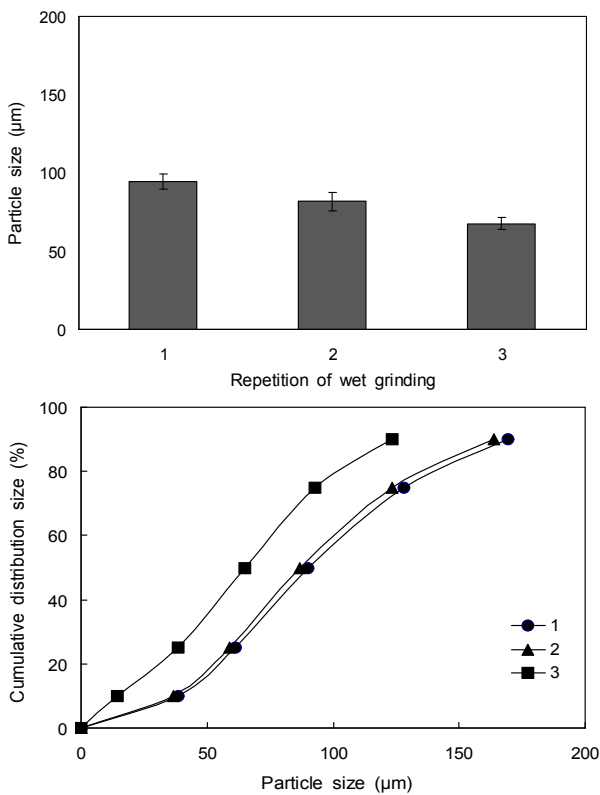 200
150
100
50
0
Particle size (µm)
1 2 3
Repetition of wet grinding
100
80
60
40
20
0
Cumulative distribution size (%)
1
2
3
0 50 100 150 200
Particle size (µm)